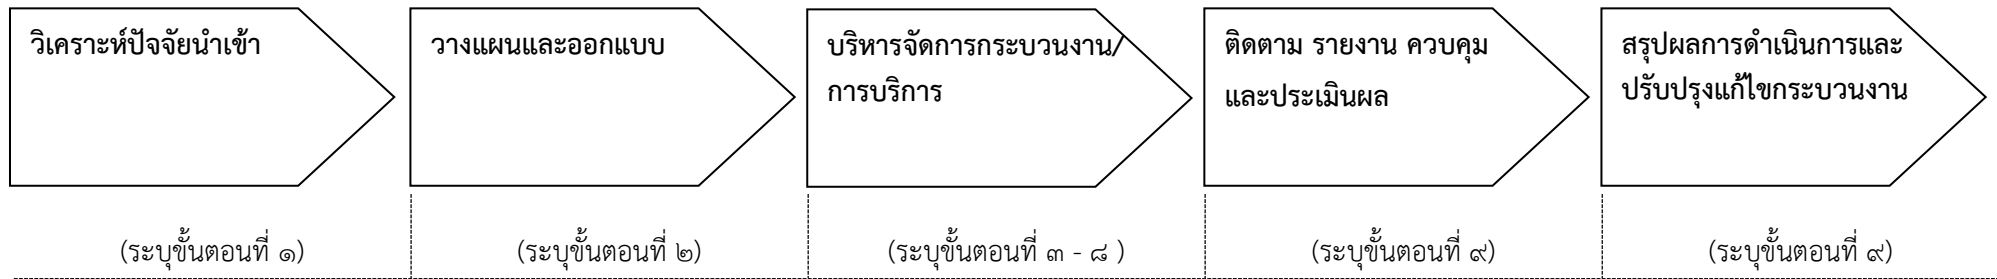 วิเคราะห์ปัจจัยนำเข้า
วางแผนและออกแบบ
บริหารจัดการกระบวนงาน/
การบริการ
ติดตาม รายงาน ควบคุม
และประเมินผล
สรุปผลการดำเนินการและ
ปรับปรุงแก้ไขกระบวนงาน
(ระบุขั้นตอนที่ ๑)
(ระบุขั้นตอนที่ ๒)
(ระบุขั้นตอนที่ ๓ - ๘ )
(ระบุขั้นตอนที่ ๙)
(ระบุขั้นตอนที่ ๙)